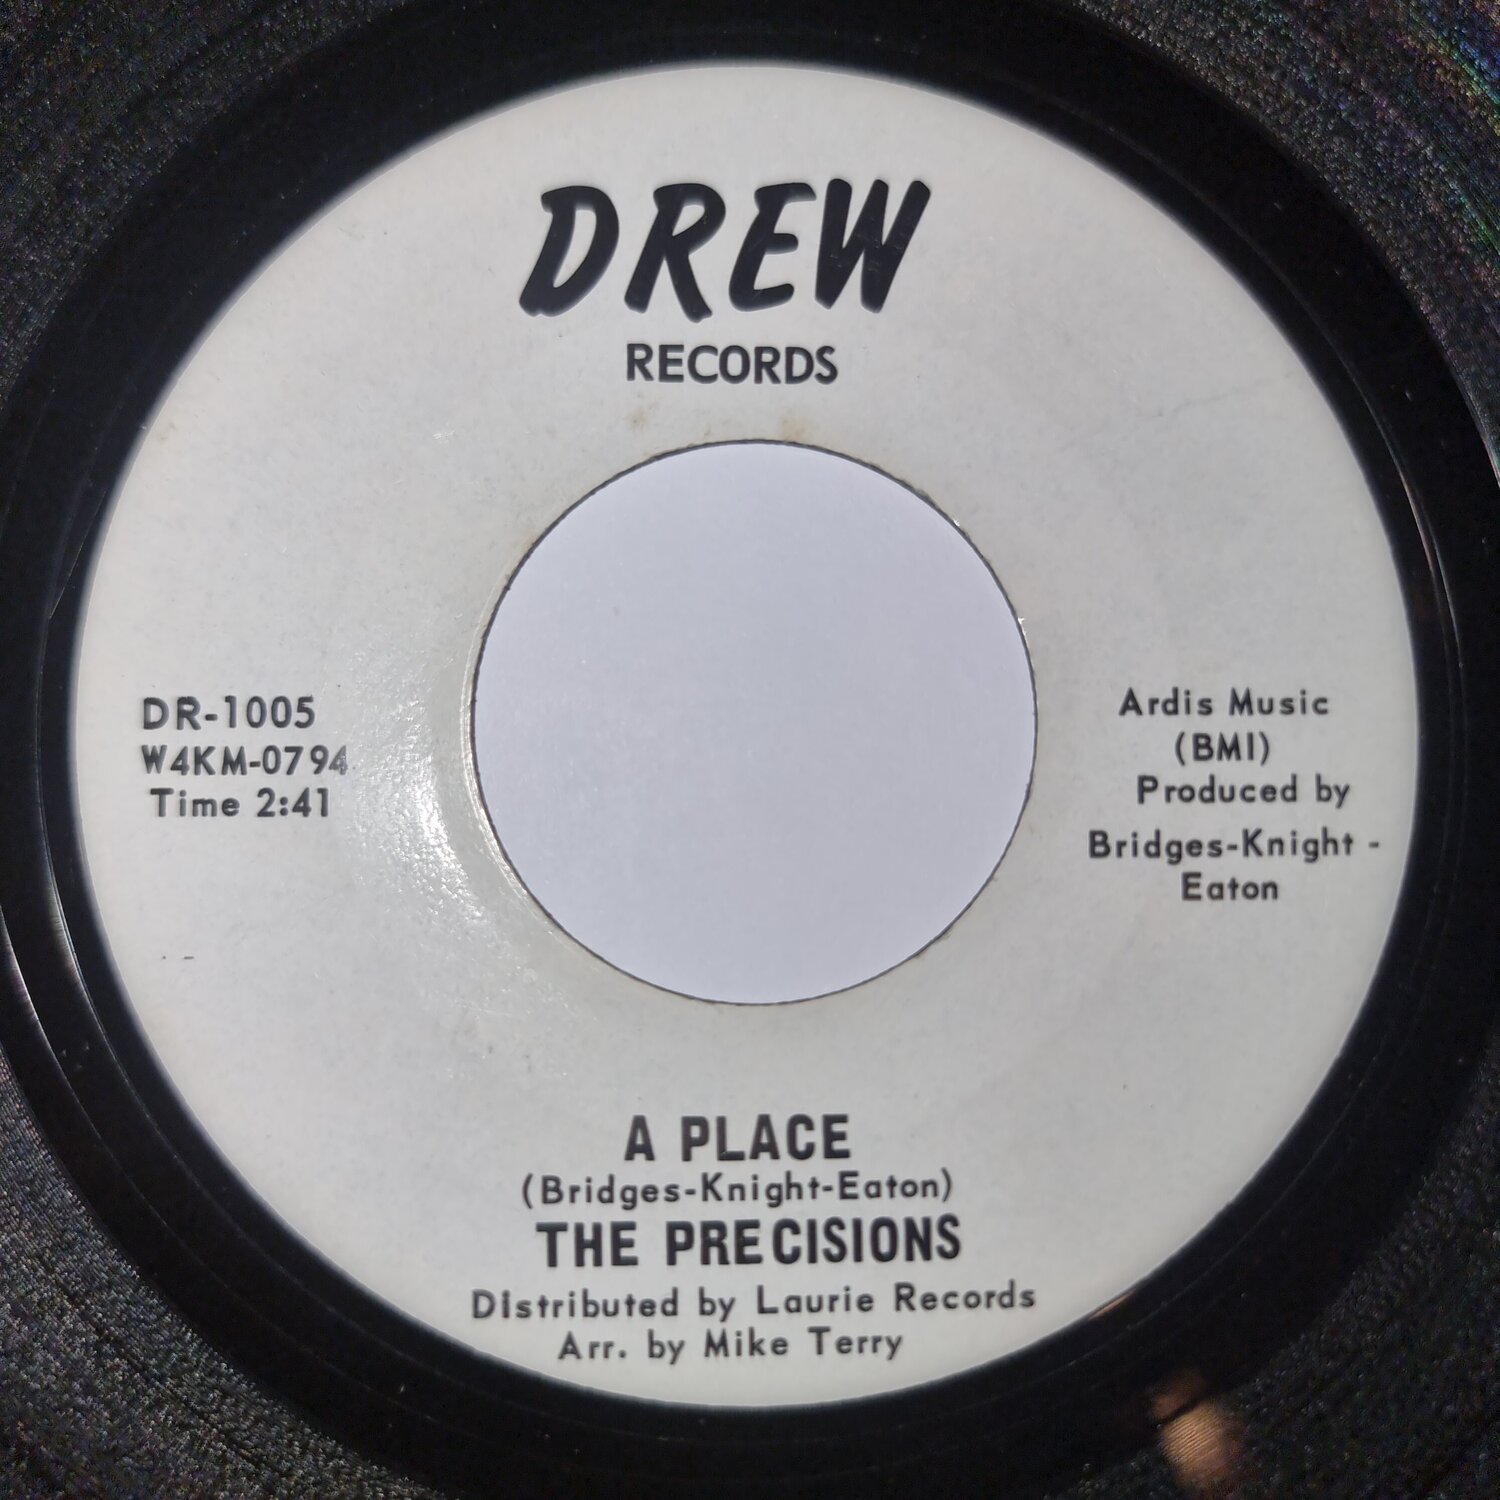 DREW
RECORDS
DR-1005
W4KM-0794
Time 2:41
Ardis Music
(BMI)
Produced by
Bridges-Knight -
Eaton
A PLACE
(Bridges-Knight-Eaton)
THE PRECISIONS
Distributed by Laurie Records
Arr. by Mike Terry